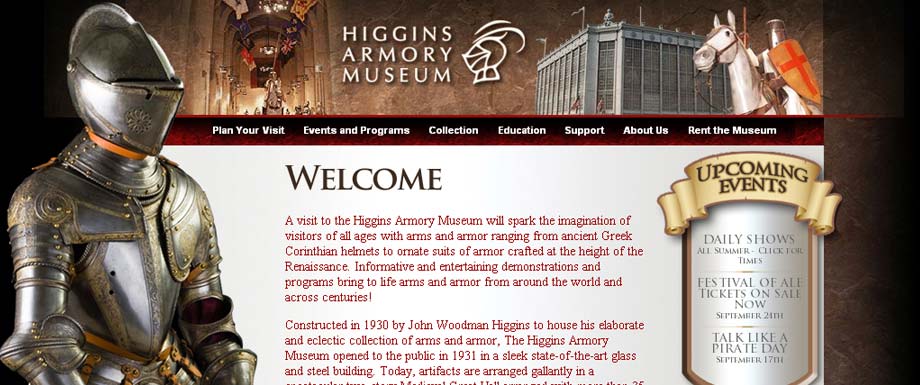 HIGGINS
ARMORY
MUSEUM
Plan Your Visit Events and Programs Collection Education Support About Us Rent the Museum
WELCOME
A visit to the Higgins Armory Museum will spark the imagination of
visitors of all ages with arms and armor ranging from ancient Greek
Corinthian helmets to ornate suits of armor crafted at the height of the
Renaissance. Informative and entertaining demonstrations and
programs bring to life arms and armor from around the world and
across centuries!
Constructed in 1930 by John Woodman Higgins to house his elaborate
and eclectic collection of arms and armor, The Higgins Armory
Museum opened to the public in 1931 in a sleek state-of-the-art glass
and steel building. Today, artifacts are arranged gallantly in a
UPCOMING
EVENTS
DAILY SHOWS
ALL SUMMER - CLICK FOR
TIMES
FESTIVAL OF ALE
TICKETS ON SALE
NOW
SEPTEMBER 24TH
TALK LIKE A
PIRATE DAY
SEPTEMBER 17TH